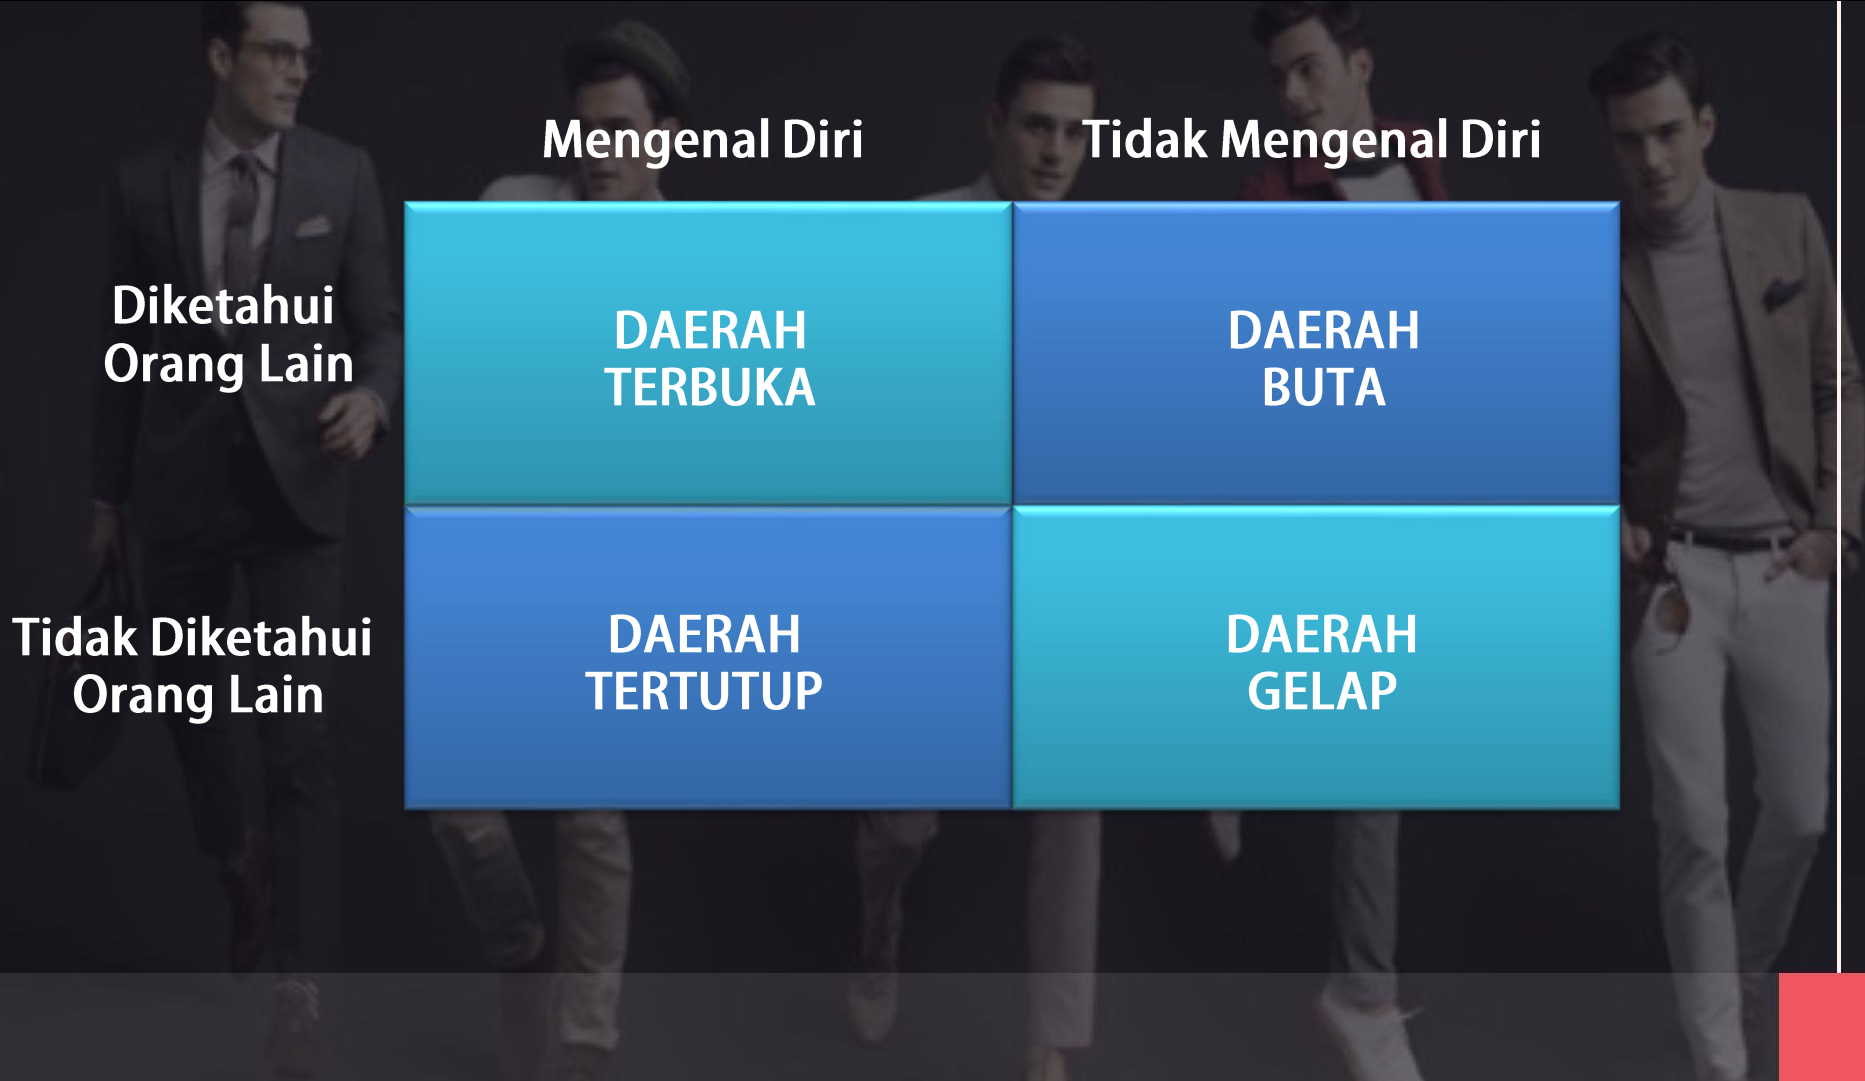 Mengenal Diri
Tidak Mengenal Diri
Diketahui
Orang Lain
DAERAH
TERBUKA
DAERAH
BUTA
Tidak Diketahui
Orang Lain
DAERAH
TERTUTUP
DAERAH
GELAP